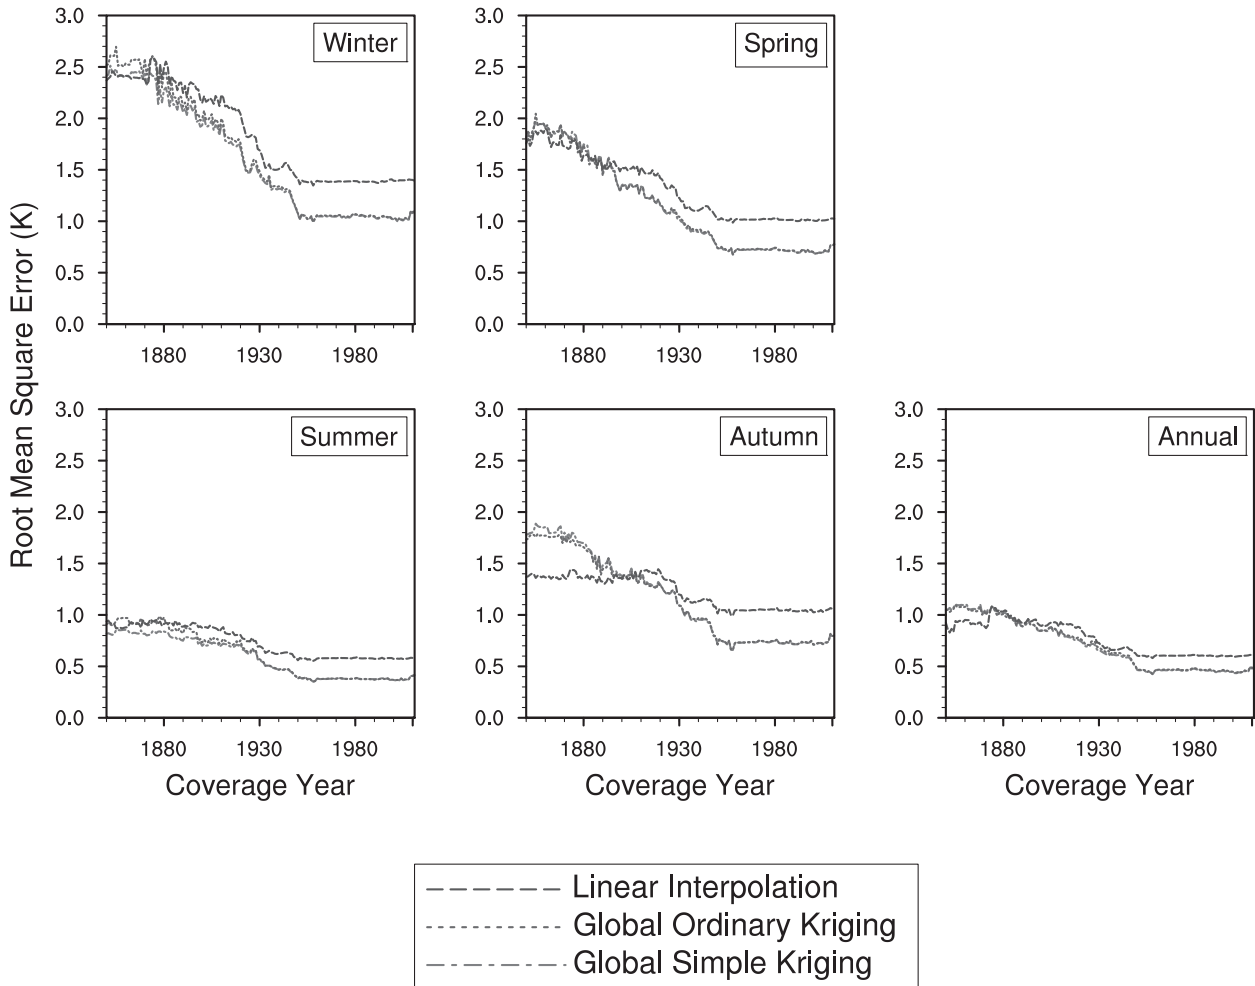 Root Mean Square Error (K)
Winter
3.0
2.5
2.0
1.5
1.0
0.5
0.0
1880 1930 1980
Spring
3.0
2.5
2.0
1.5
1.0
0.5
0.0
1880 1930 1980
Summer
3.0
2.5
2.0
1.5
1.0
0.5
0.0
1880 1930 1980
Coverage Year
Autumn
3.0
2.5
2.0
1.5
1.0
0.5
0.0
1880 1930 1980
Coverage Year
Annual
3.0
2.5
2.0
1.5
1.0
0.5
0.0
1880 1930 1980
Coverage Year
Linear Interpolation
Global Ordinary Kriging
Global Simple Kriging